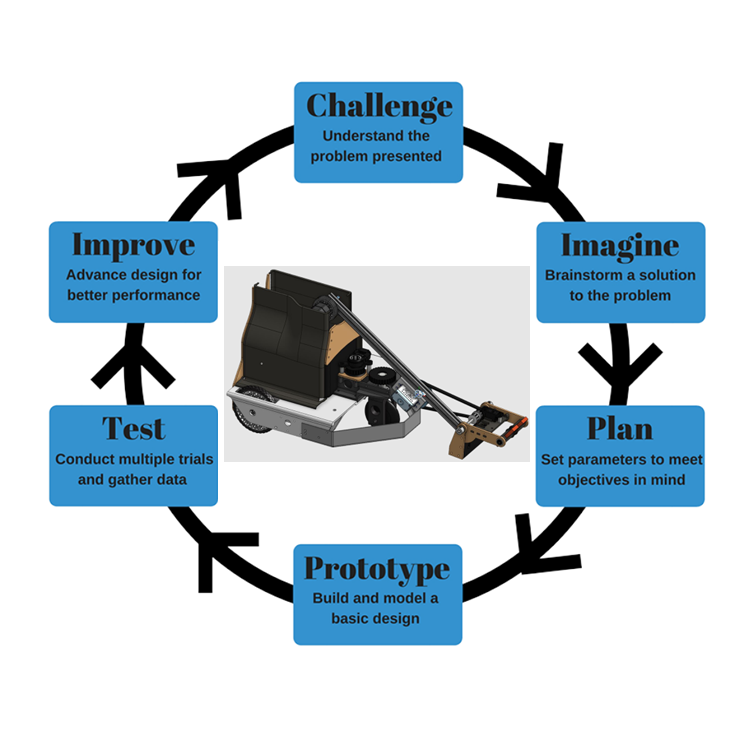 Challenge
Understand the
problem presented
Imagine
Brainstorm a solution
to the problem
Plan
Set parameters to meet
objectives in mind
Prototype
Build and model a
basic design
Test
Conduct multiple trials
and gather data
Improve
Advance design for
better performance